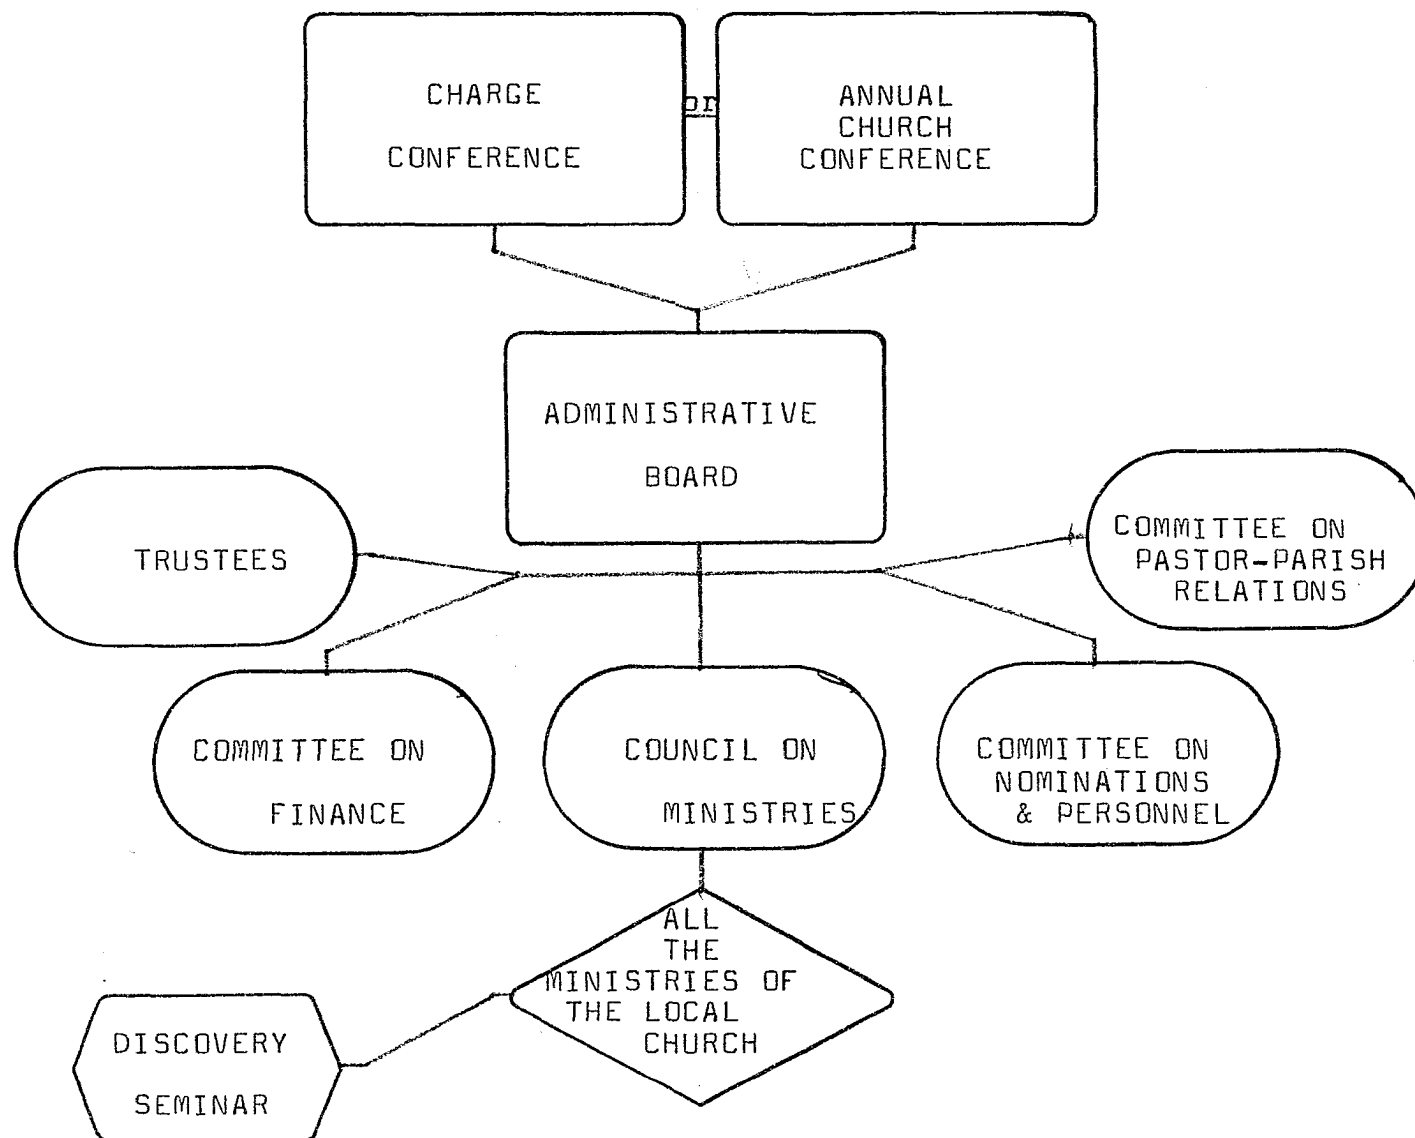 CHARGE
CONFERENCE
or
ANNUAL
CHURCH
CONFERENCE
ADMINISTRATIVE
BOARD
TRUSTEES
COMMITTEE ON
PASTOR-PARISH
RELATIONS
COMMITTEE ON
FINANCE
COUNCIL ON
MINISTRIES
COMMITTEE ON
NOMINATIONS
& PERSONNEL
ALL
THE
MINISTRIES OF
THE LOCAL
CHURCH
DISCOVERY
SEMINAR